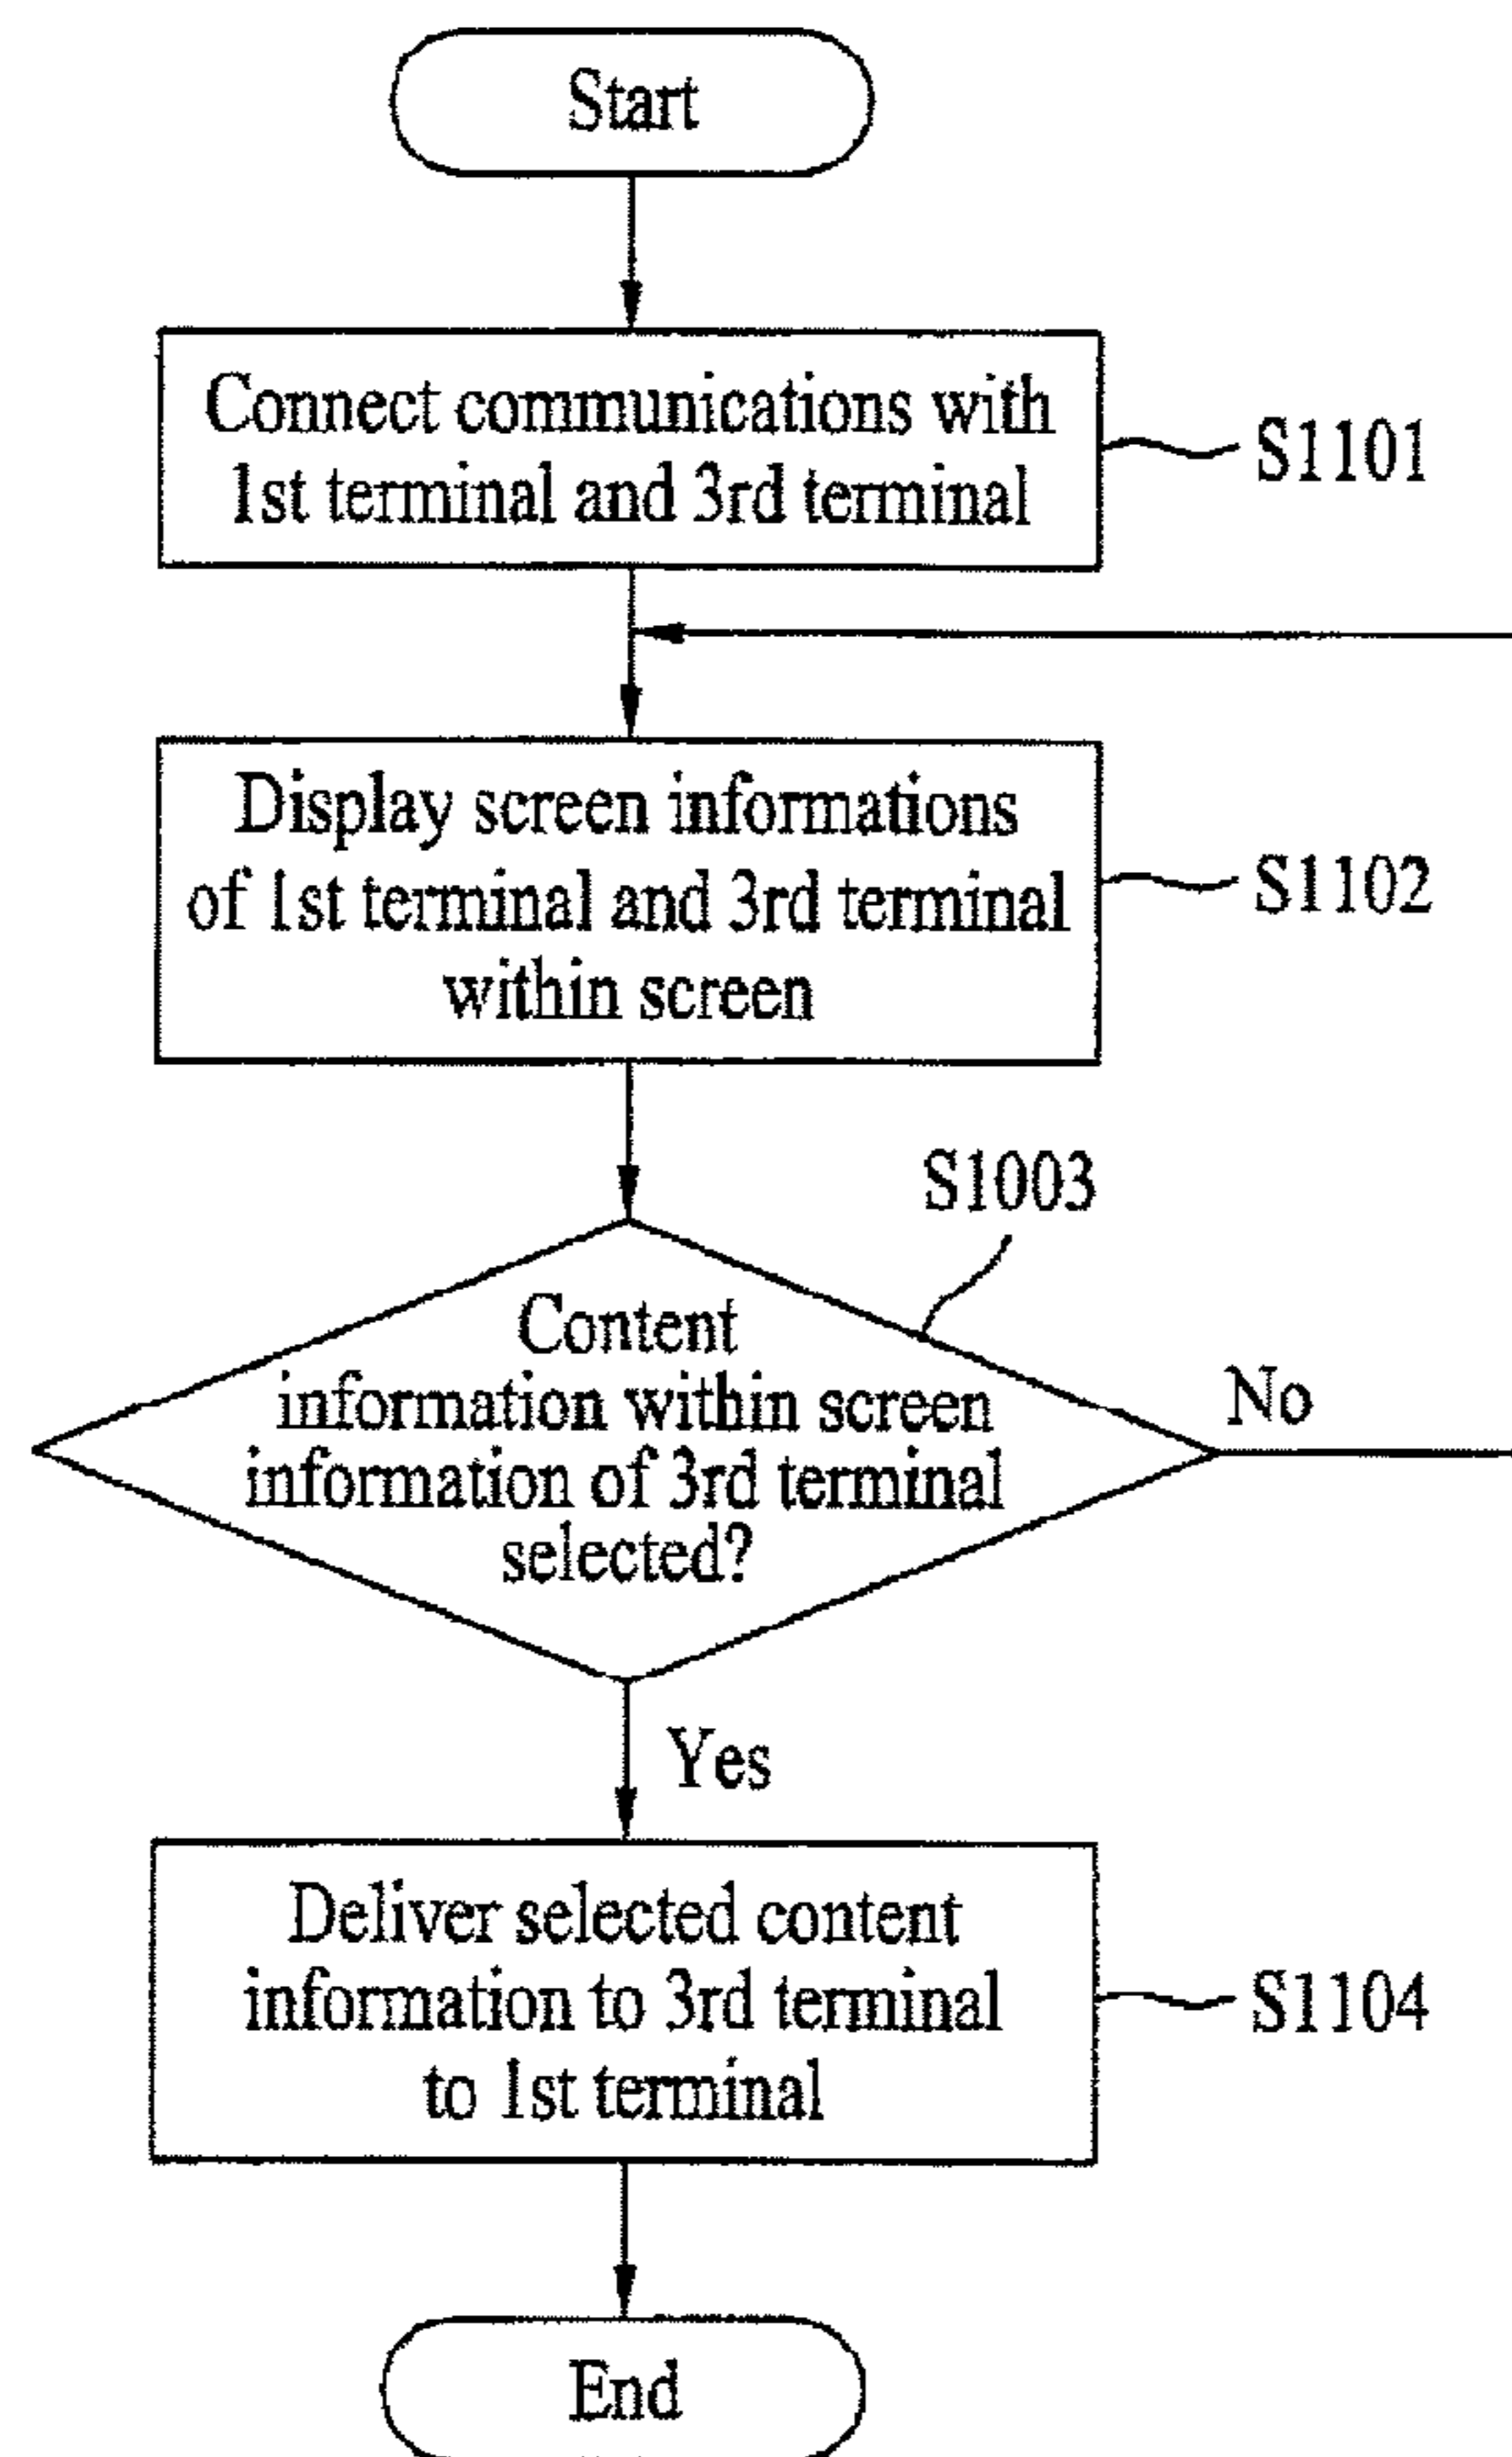 Start
Connect communications with
1st terminal and 3rd terminal
S1101
Display screen informations
of 1st terminal and 3rd terminal
within screen
S1102
S1003
Content
information within screen
information of 3rd terminal
selected?
No
Yes
Deliver selected content
information to 3rd terminal
to 1st terminal
S1104
End